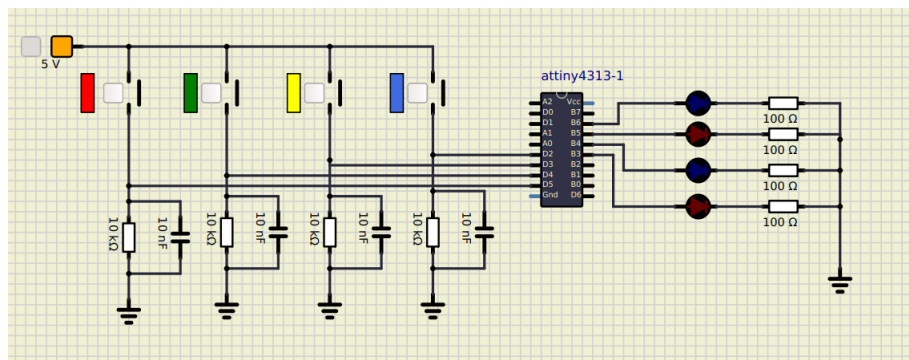 5 V
attiny4313-1
A2 Vcc
D0 B7
D1 B6
A1 B5
A0 B4
D2 B3
D3 B2
D4 B1
D5 B0
Gnd D6
100 Ω
100 Ω
100 Ω
100 Ω
10 kΩ
10 nF
10 kΩ
10 nF
10 kΩ
10 nF
10 kΩ
10 nF